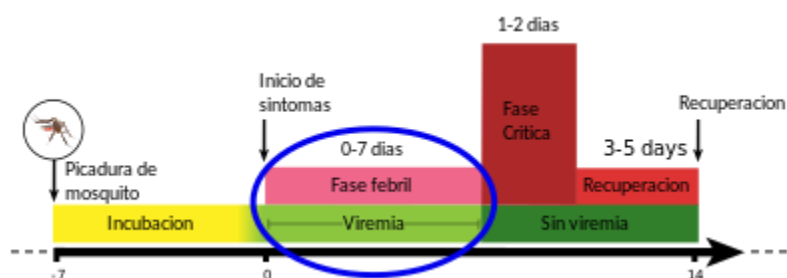 1-2 dias
Inicio de
sintomas
Fase
Critica
Recuperacion
0-7 dias
3-5 days
Picadura de
mosquito
Fase febril
Recuperacion
Incubacion
Viremia
Sin viremia
-7
0
14